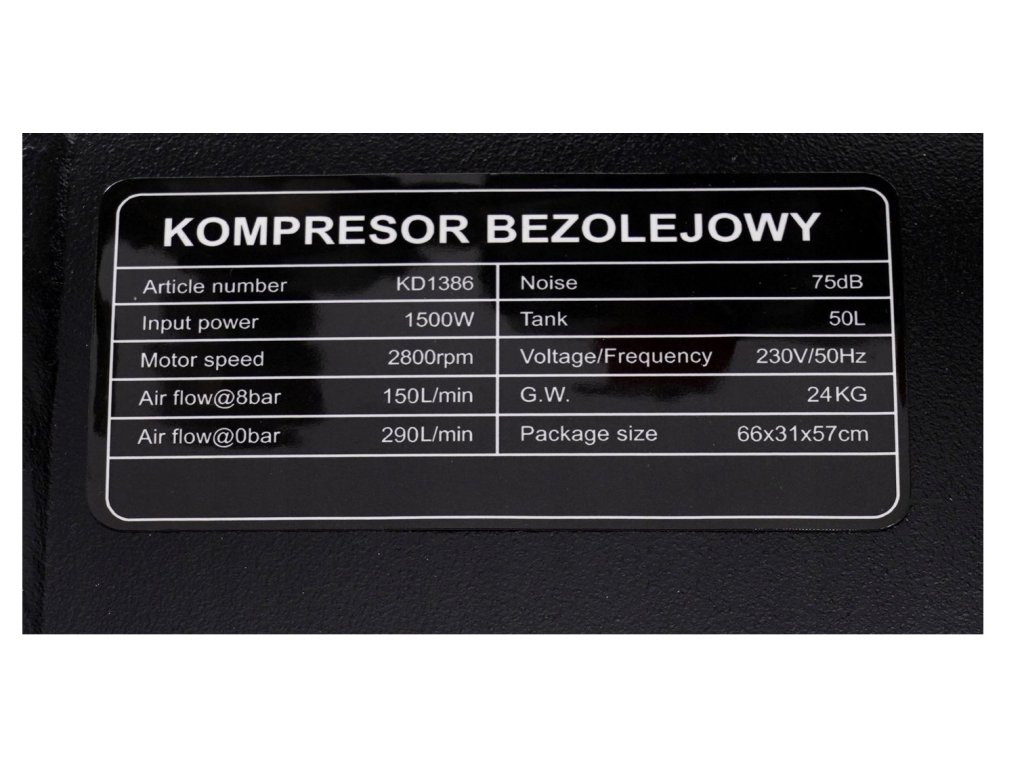 KOMPRESOR BEZOLEJOWY
Article number KD1386 Noise 75dB
Input power 1500W Tank 50L
Motor speed 2800rpm Voltage/Frequency 230V/50Hz
Air flow@8bar 150L/min G.W. 24KG
Air flow@0bar 290L/min Package size 66x31x57cm